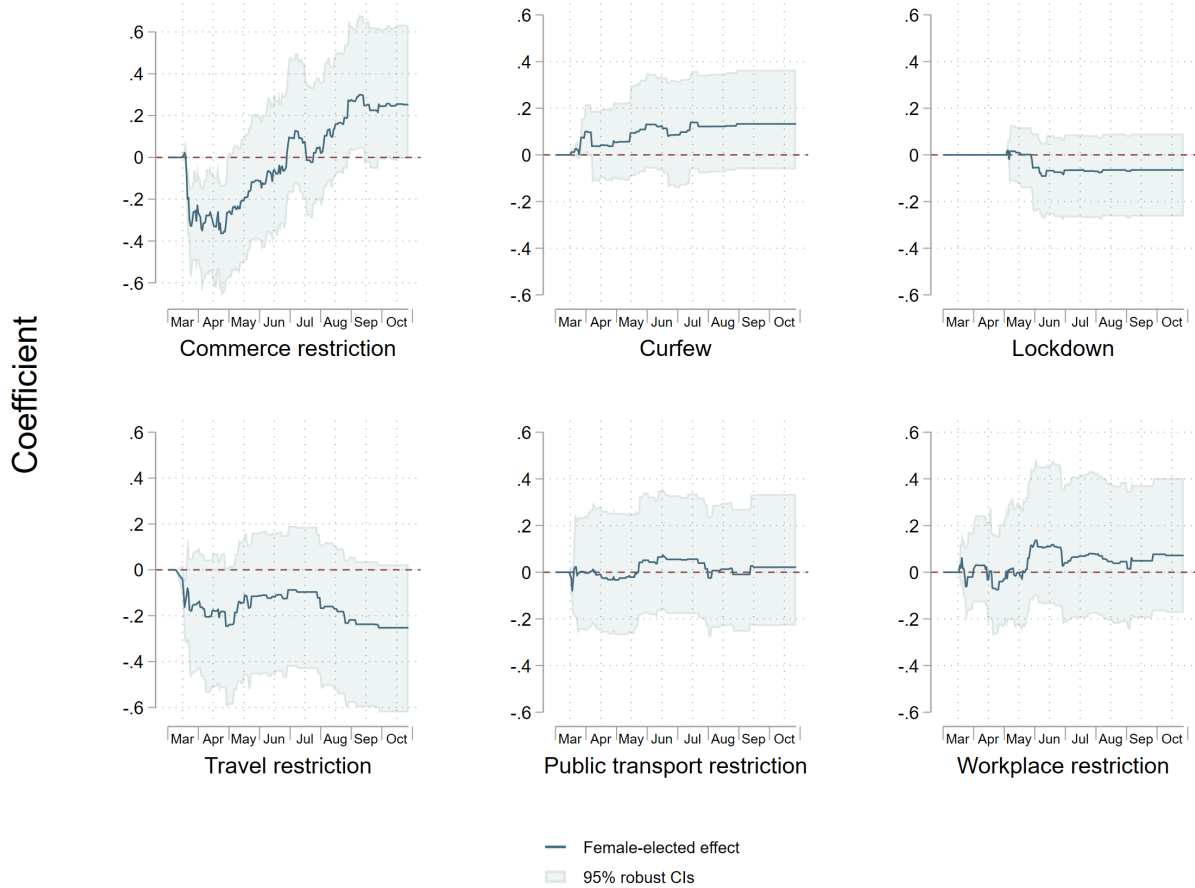 Coefficient
.6
.4
.2
0
-.2
-.4
-.6
Mar Apr May Jun Jul Aug Sep Oct
Commerce restriction
.6
.4
.2
0
-.2
-.4
-.6
Mar Apr May Jun Jul Aug Sep Oct
Curfew
.6
.4
.2
0
-.2
-.4
-.6
Mar Apr May Jun Jul Aug Sep Oct
Lockdown
.6
.4
.2
0
-.2
-.4
-.6
Mar Apr May Jun Jul Aug Sep Oct
Travel restriction
.6
.4
.2
0
-.2
-.4
-.6
Mar Apr May Jun Jul Aug Sep Oct
Public transport restriction
.6
.4
.2
0
-.2
-.4
-.6
Mar Apr May Jun Jul Aug Sep Oct
Workplace restriction
Female-elected effect
95% robust CIs